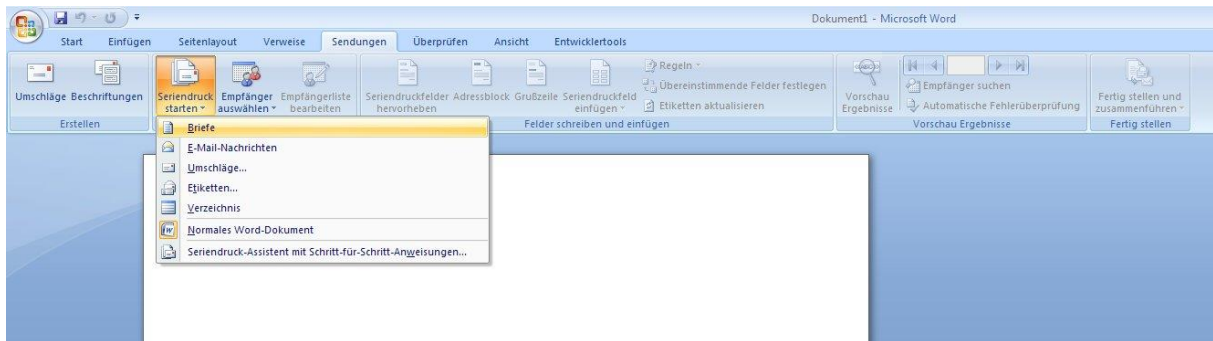 Dokument1 - Microsoft Word
Start Einfügen Seitenlayout Verweise Sendungen Überprüfen Ansicht Entwicklertools
Umschläge Beschriftungen
Erstellen
Seriendruck starten
Empfänger auswählen
Empfängerliste bearbeiten
Seriendruckfelder hervorheben
Adressblock
Grußzeile
Seriendruckfeld einfügen
Regeln
Übereinstimmende Felder festlegen
Etiketten aktualisieren
Felder schreiben und einfügen
Vorschau Ergebnisse
ABC
Empfänger suchen
Automatische Fehlerüberprüfung
Vorschau Ergebnisse
Fertig stellen und zusammenführen
Fertig stellen
Briefe
E-Mail-Nachrichten
Umschläge...
Etiketten...
Verzeichnis
Normales Word-Dokument
Seriendruck-Assistent mit Schritt-für-Schritt-Anweisungen...